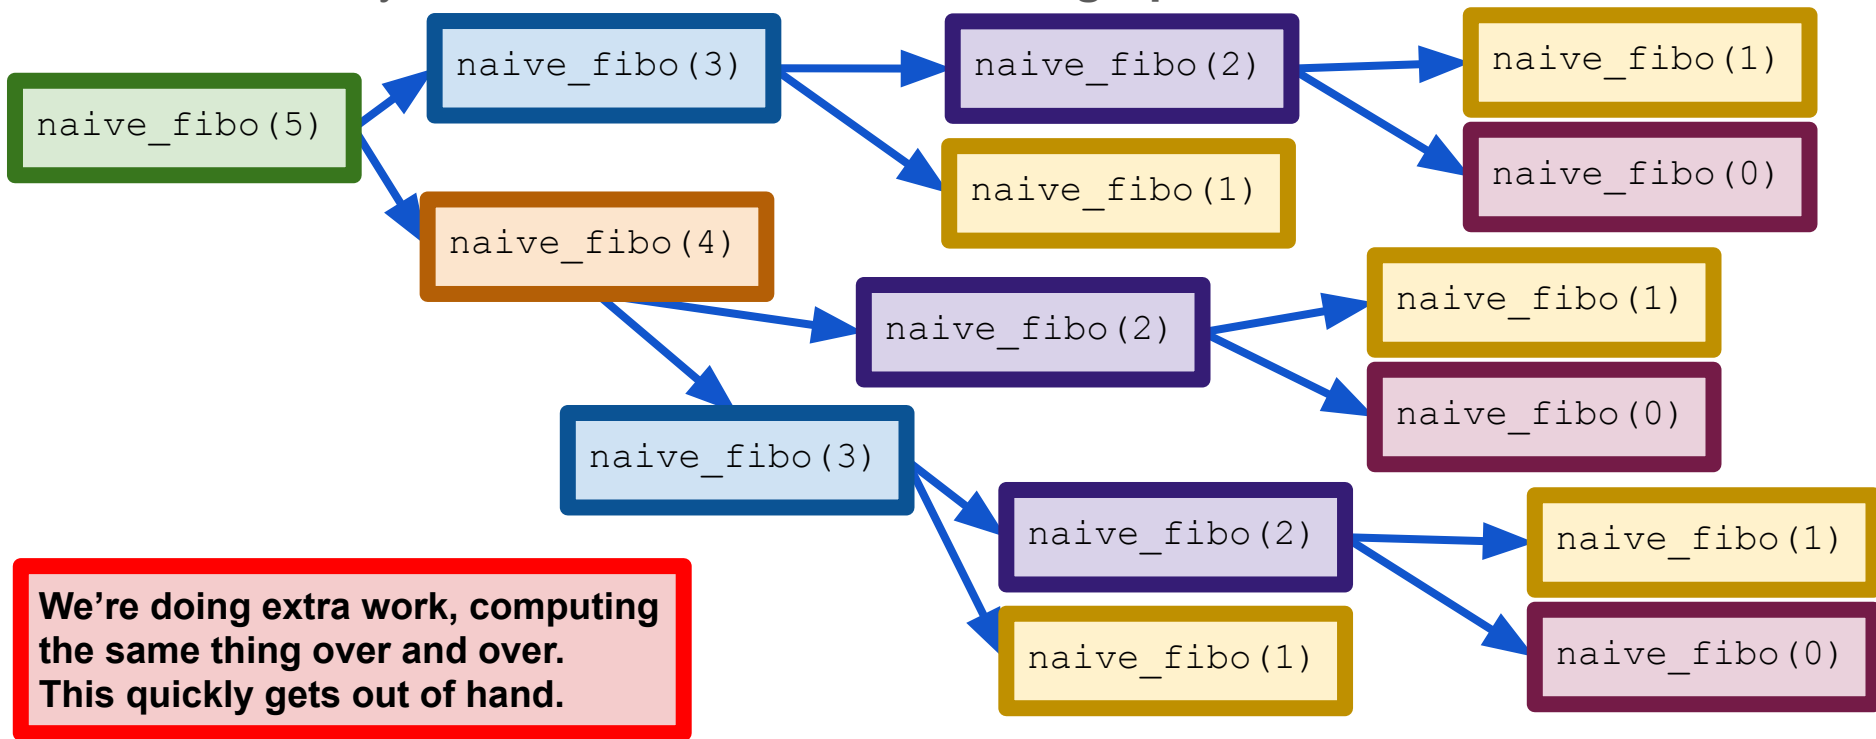 naive_fibo(5)
naive_fibo(3)
naive_fibo(2)
naive_fibo(1)
naive_fibo(0)
naive_fibo(1)
naive_fibo(4)
naive_fibo(2)
naive_fibo(1)
naive_fibo(0)
naive_fibo(3)
naive_fibo(2)
naive_fibo(1)
naive_fibo(0)
naive_fibo(1)
We’re doing extra work, computing
the same thing over and over.
This quickly gets out of hand.